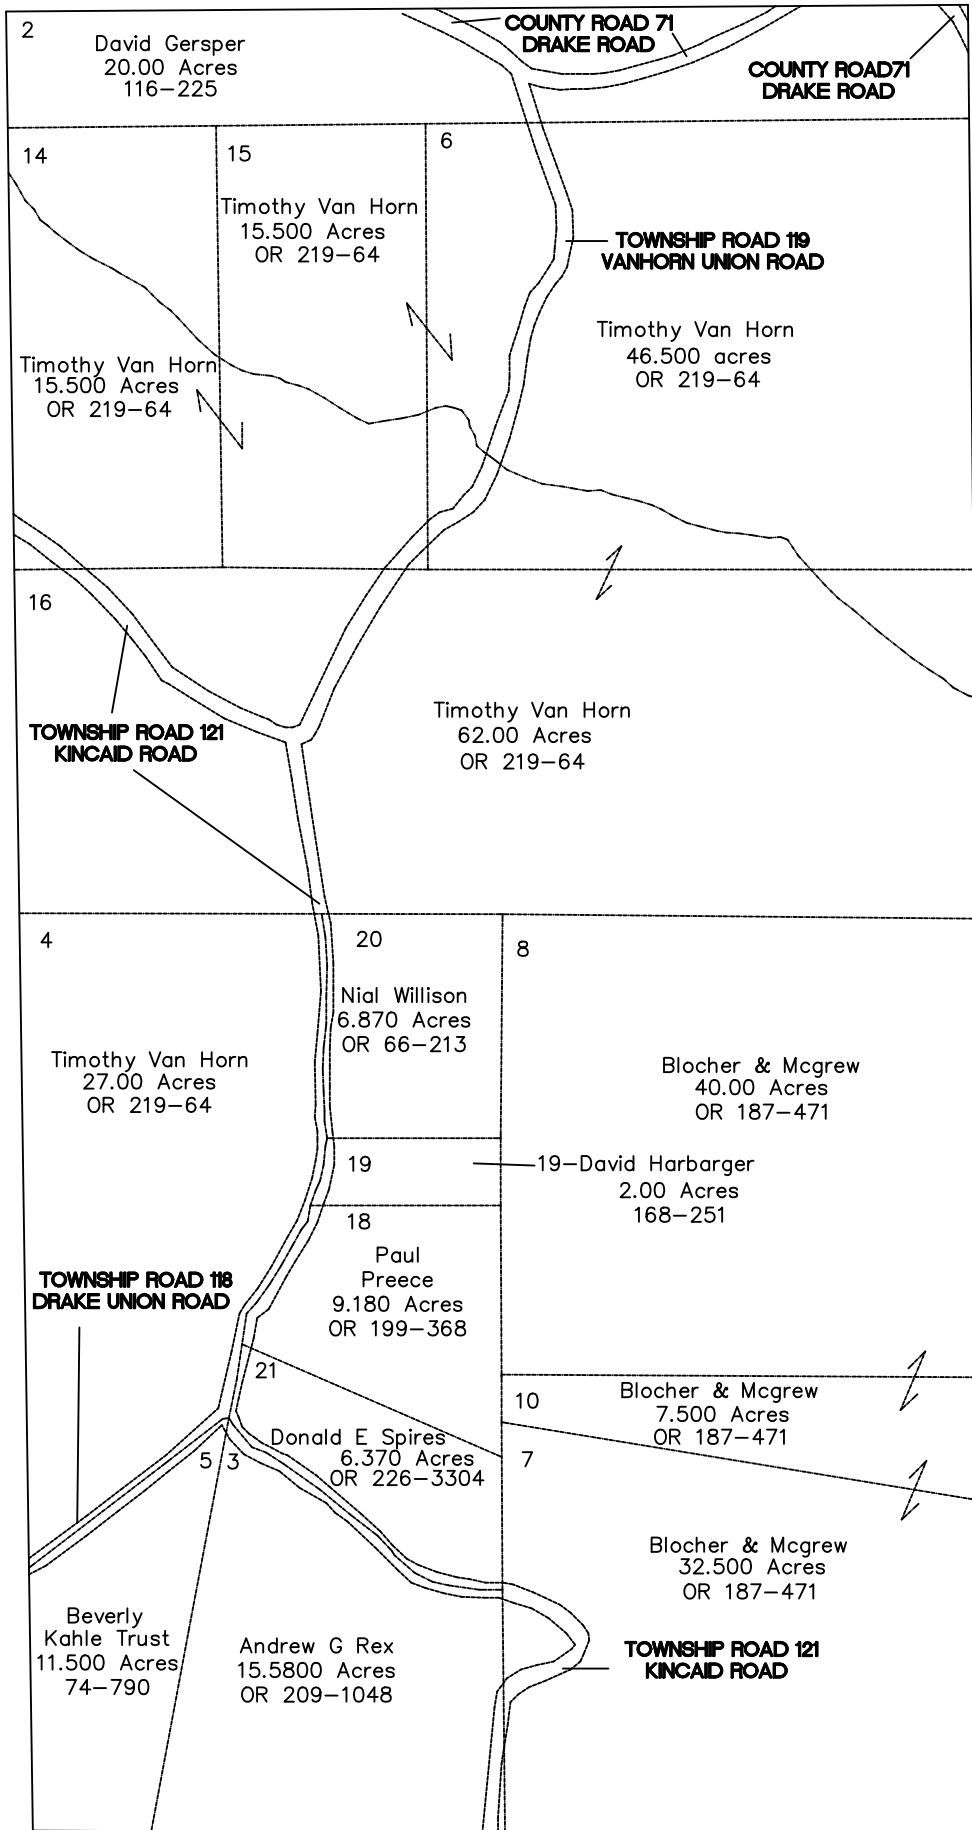 2
David Gersper
20.00 Acres
116-225
COUNTY ROAD 71
DRAKE ROAD
COUNTY ROAD71
DRAKE ROAD
14
15
6
Timothy Van Horn
15.500 Acres
OR 219-64
TOWNSHIP ROAD 119
VANHORN UNION ROAD
Timothy Van Horn
46.500 acres
OR 219-64
Timothy Van Horn
15.500 Acres
OR 219-64
16
Timothy Van Horn
62.00 Acres
OR 219-64
TOWNSHIP ROAD 121
KINCAID ROAD
4
20
8
Nial Willison
6.870 Acres
OR 66-213
Timothy Van Horn
27.00 Acres
OR 219-64
Blocher & Mcgrew
40.00 Acres
OR 187-471
19
19-David Harbarger
2.00 Acres
168-251
18
Paul
Preece
9.180 Acres
OR 199-368
TOWNSHIP ROAD 118
DRAKE UNION ROAD
21
10
Blocher & Mcgrew
7.500 Acres
OR 187-471
Donald E Spires
6.370 Acres
OR 226-3304
5
3
7
Blocher & Mcgrew
32.500 Acres
OR 187-471
Beverly
Kahle Trust
11.500 Acres
74-790
Andrew G Rex
15.5800 Acres
OR 209-1048
TOWNSHIP ROAD 121
KINCAID ROAD